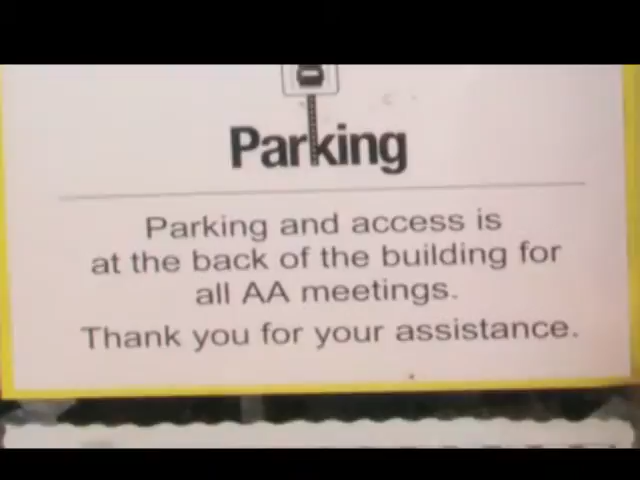 Parking
Parking and access is
at the back of the building for
all AA meetings.
Thank you for your assistance.